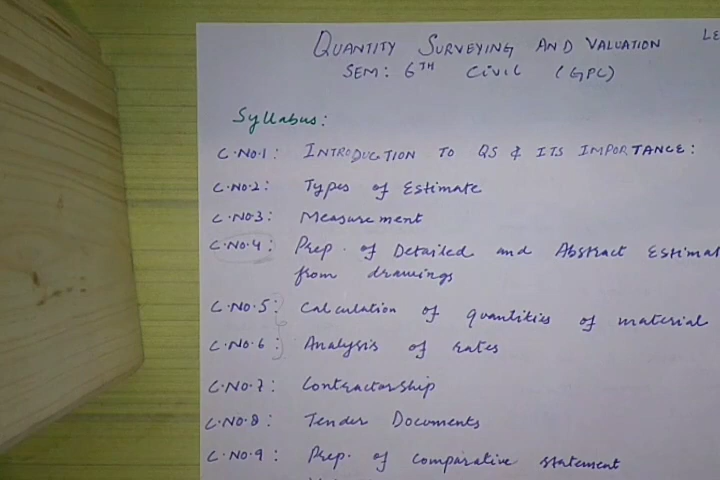 QUANTITY SURVEYING AND VALUATION
LE
SEM: 6TH CIVIL (GPC)
Syllabus:
C.NO.1: INTRODUCTION TO QS & ITS IMPORTANCE:
C.NO.2: Types of Estimate
C.NO.3: Measurement
C.NO.4: Prep. of Detailed and Abstract Estimat
from drawings
C.NO.5: Calculation of quantities of material
C.NO.6: Analysis of rates
C.NO.7: Contractorship
C.NO.8: Tender Documents
C.NO.9: Prep. of comparative statement